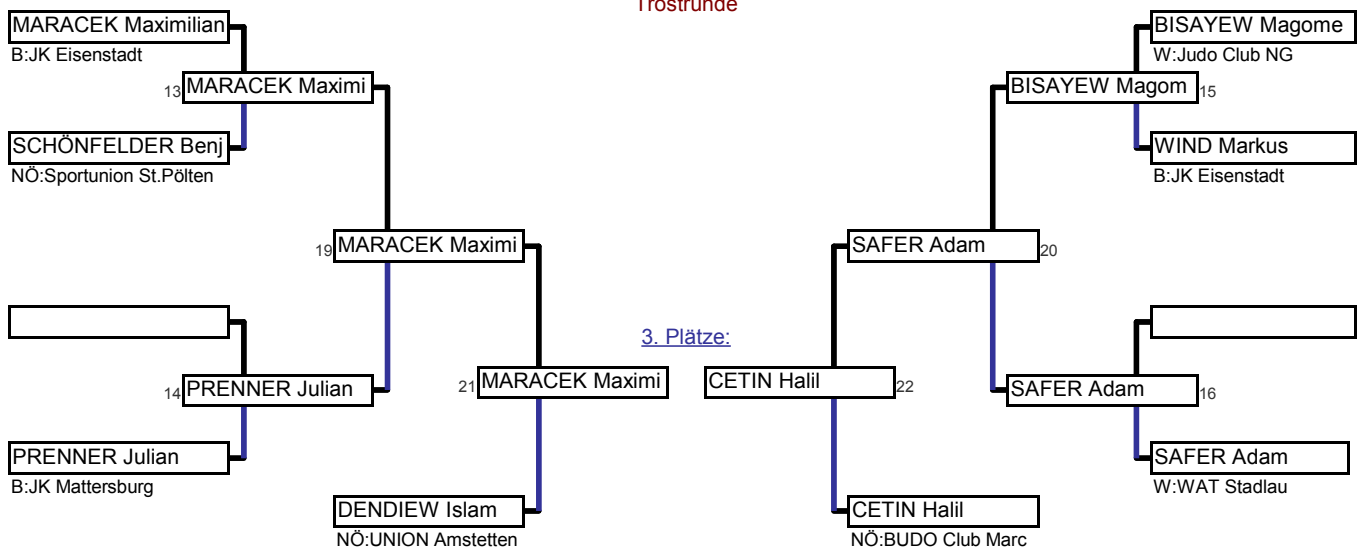 Trostrunde
MARACEK Maximilian
B:JK Eisenstadt
13 MARACEK Maximi
SCHÖNFELDER Benj
NÖ:Sportunion St.Pölten
19 MARACEK Maximi
14 PRENNER Julian
PRENNER Julian
B:JK Mattersburg
21 MARACEK Maximi
DENDIEW Islam
NÖ:UNION Amstetten
3. Plätze:
BISAYEW Magome
W:Judo Club NG
BISAYEW Magom 15
WIND Markus
B:JK Eisenstadt
SAFER Adam 20
CETIN Halil 22
SAFER Adam 16
SAFER Adam
W:WAT Stadlau
CETIN Halil
NÖ:BUDO Club Marc